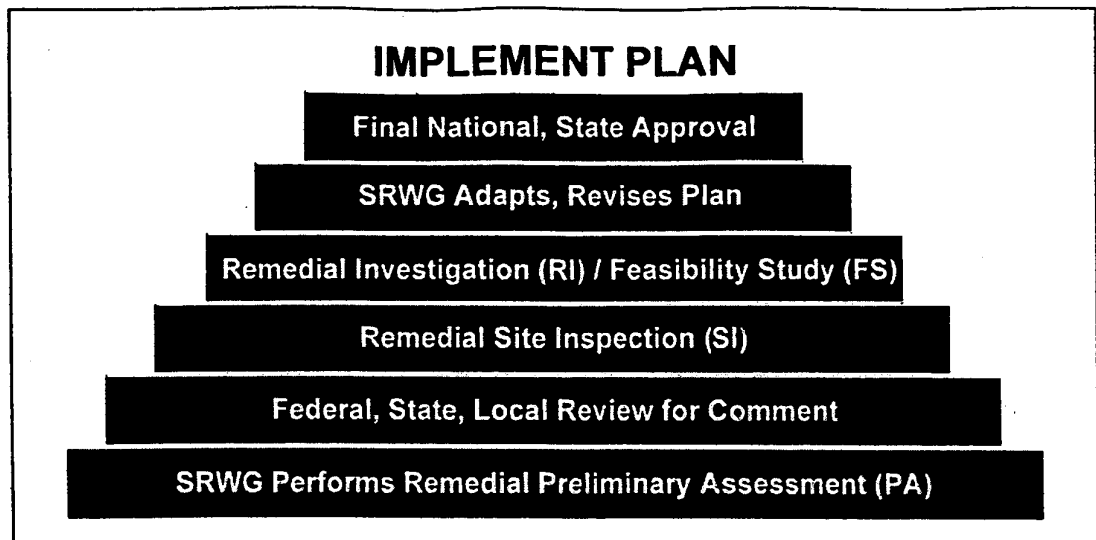 IMPLEMENT PLAN
Final National, State Approval
SRWG Adapts, Revises Plan
Remedial Investigation (RI) / Feasibility Study (FS)
Remedial Site Inspection (SI)
Federal, State, Local Review for Comment
SRWG Performs Remedial Preliminary Assessment (PA)